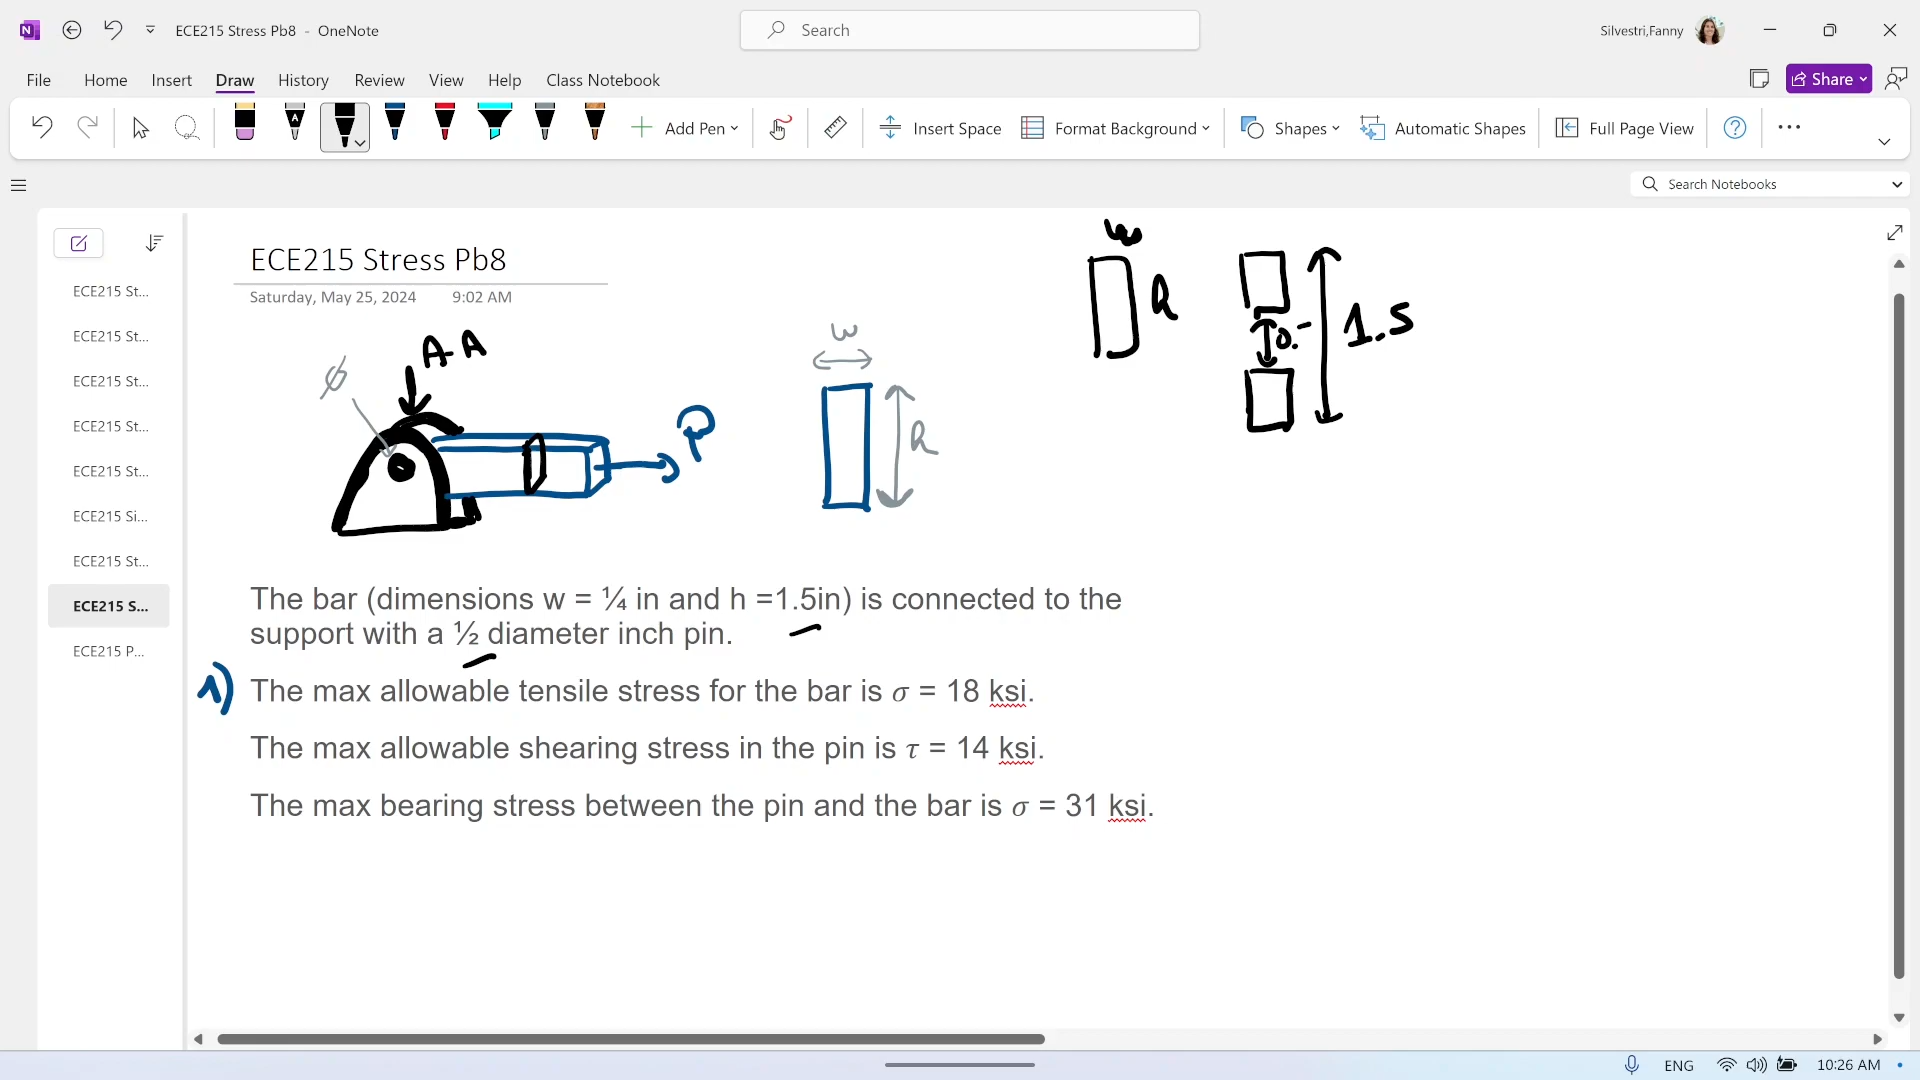 ECE215 Stress Pb8 - OneNote
Search
Silvestri,Fanny
File Home Insert Draw History Review View Help Class Notebook
Share
Add Pen
Insert Space
Format Background
Shapes
Automatic Shapes
Full Page View
Search Notebooks
ECE215 St...
ECE215 St...
ECE215 St...
ECE215 St...
ECE215 St...
ECE215 Si...
ECE215 St...
ECE215 S...
ECE215 P...
ECE215 Stress Pb8
Saturday, May 25, 2024 9:02 AM
A-A
ϕ
P
w
h
w
h
0.
1.5
The bar (dimensions w = ¼ in and h =1.5in) is connected to the
support with a ½ diameter inch pin.
1) The max allowable tensile stress for the bar is σ = 18 ksi.
The max allowable shearing stress in the pin is τ = 14 ksi.
The max bearing stress between the pin and the bar is σ = 31 ksi.
ENG
10:26 AM